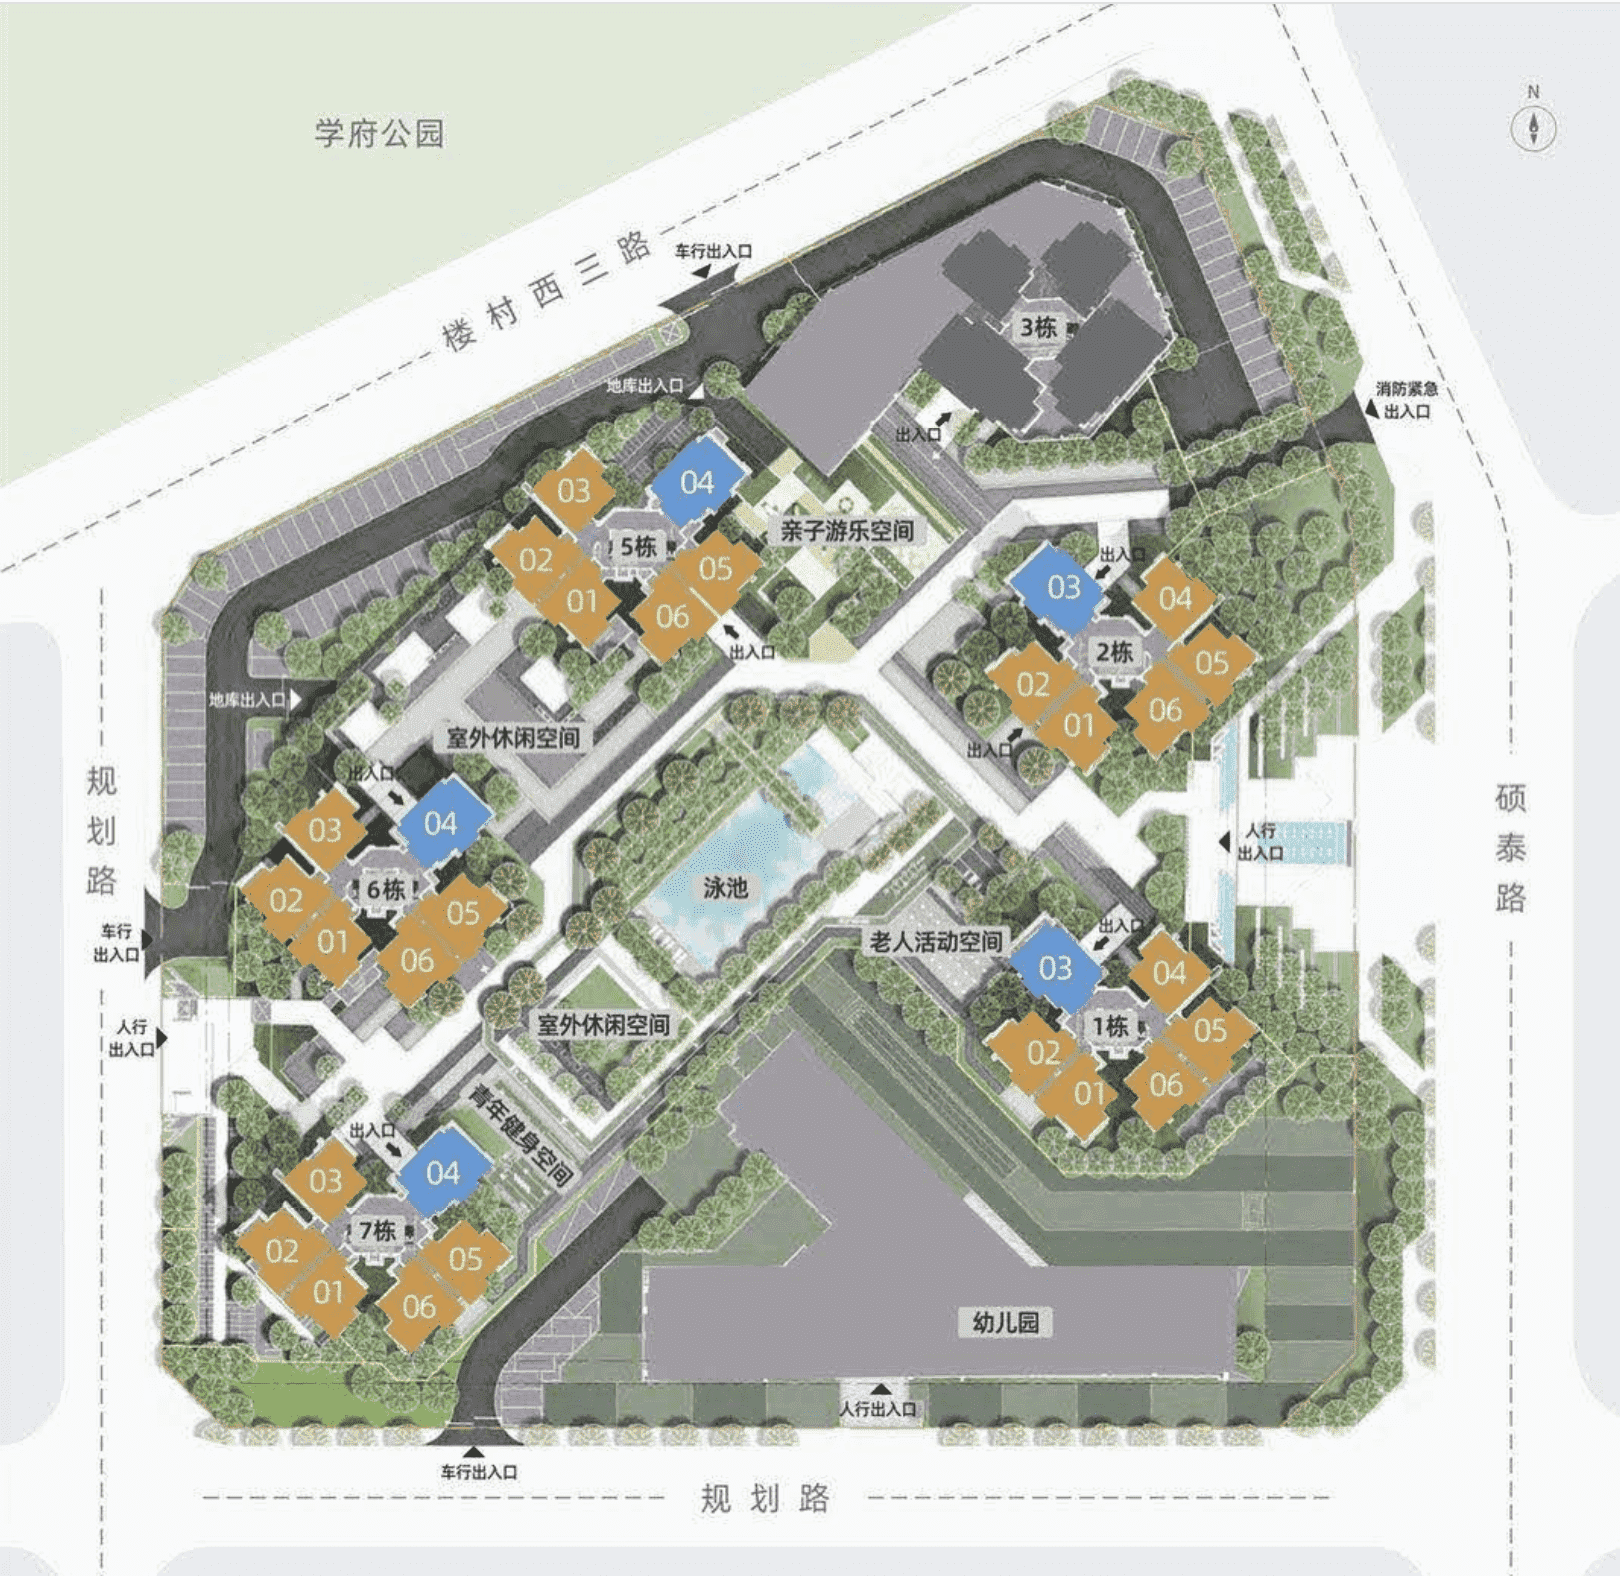 学府公园
N
楼村西三路
车行出入口
3栋
地库出入口
消防紧急
出入口
出入口
03
04
5栋
亲子游乐空间
02
05
01
06
出入口
出入口
03
04
2栋
02
05
01
06
出入口
地库出入口
室外休闲空间
规划路
硕泰路
出入口
03
04
6栋
02
05
01
06
泳池
人行
出入口
车行
出入口
老人活动空间
出入口
03
04
1栋
02
05
01
06
人行
出入口
室外休闲空间
青年健身空间
出入口
03
04
7栋
02
05
01
06
幼儿园
人行出入口
车行出入口
规划路